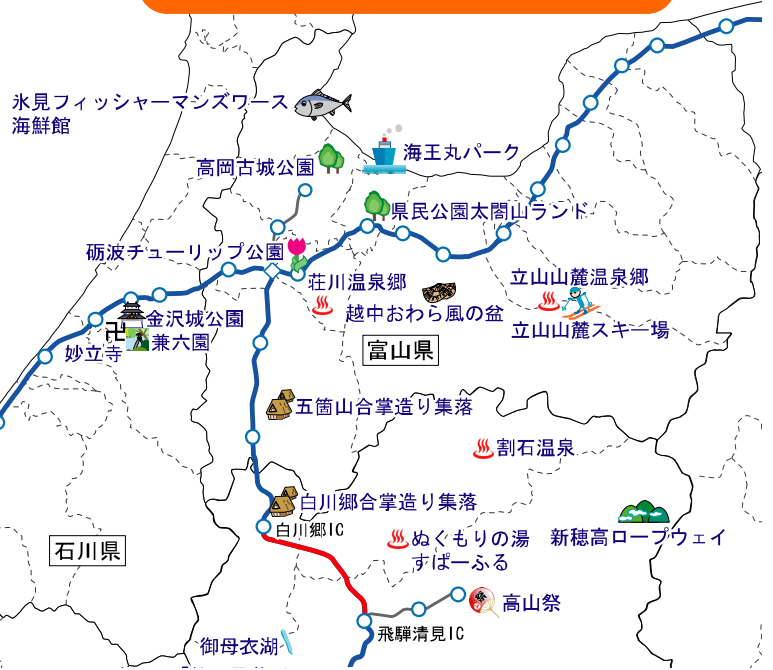 氷見フィッシャーマンズワース
海鮮館
海王丸パーク
高岡古城公園
県民公園太閤山ランド
砺波チューリップ公園
荘川温泉郷
立山山麓温泉郷
越中おわら風の盆
金沢城公園
立山山麓スキー場
兼六園
妙立寺
富山県
五箇山合掌造り集落
割石温泉
白川郷合掌造り集落
白川郷IC
ぬくもりの湯
すぱーふる
新穂高ロープウェイ
石川県
祭
高山祭
飛騨清見IC
御母衣湖